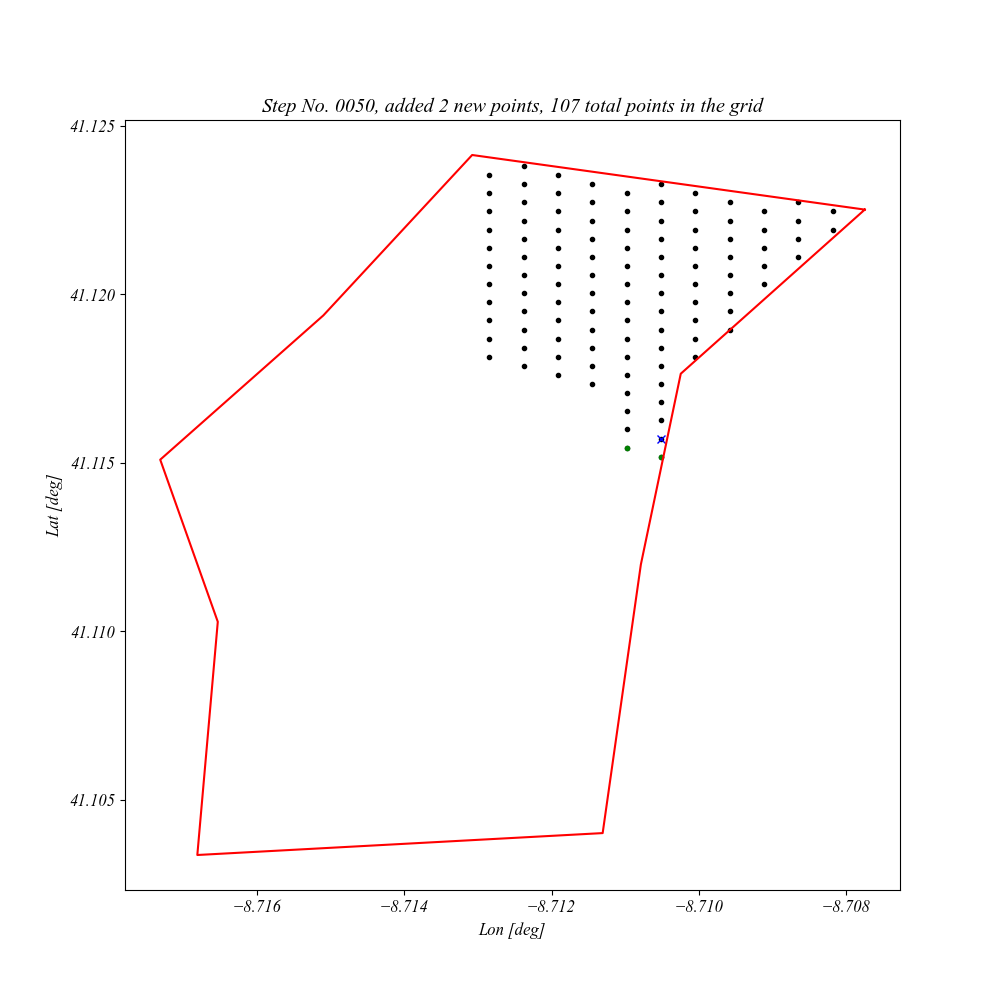 Step No. 0050, added 2 new points, 107 total points in the grid
41.125
41.120
41.115
41.110
41.105
Lat [deg]
−8.716 −8.714 −8.712 −8.710 −8.708
Lon [deg]